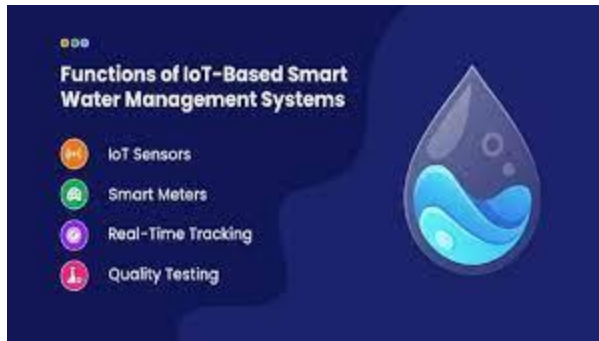 Functions of IoT-Based Smart
Water Management Systems
IoT Sensors
Smart Meters
Real-Time Tracking
Quality Testing